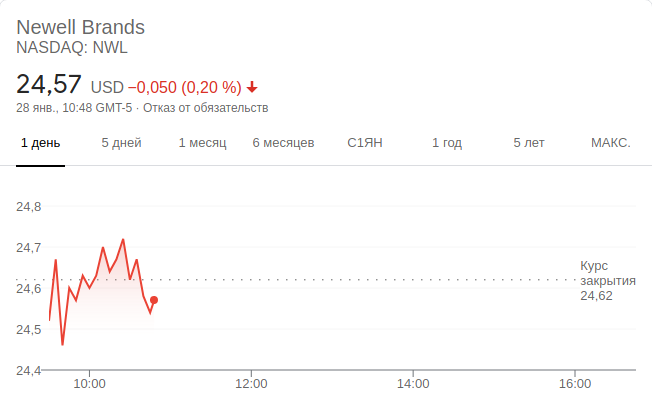 Newell Brands
NASDAQ: NWL
24,57 USD −0,050 (0,20 %)
28 янв., 10:48 GMT-5 · Отказ от обязательств
1 день 5 дней 1 месяц 6 месяцев С1ЯН 1 год 5 лет МАКС.
24,8
24,7
Курс
закрытия
24,62
24,6
24,5
24,4
10:00 12:00 14:00 16:00